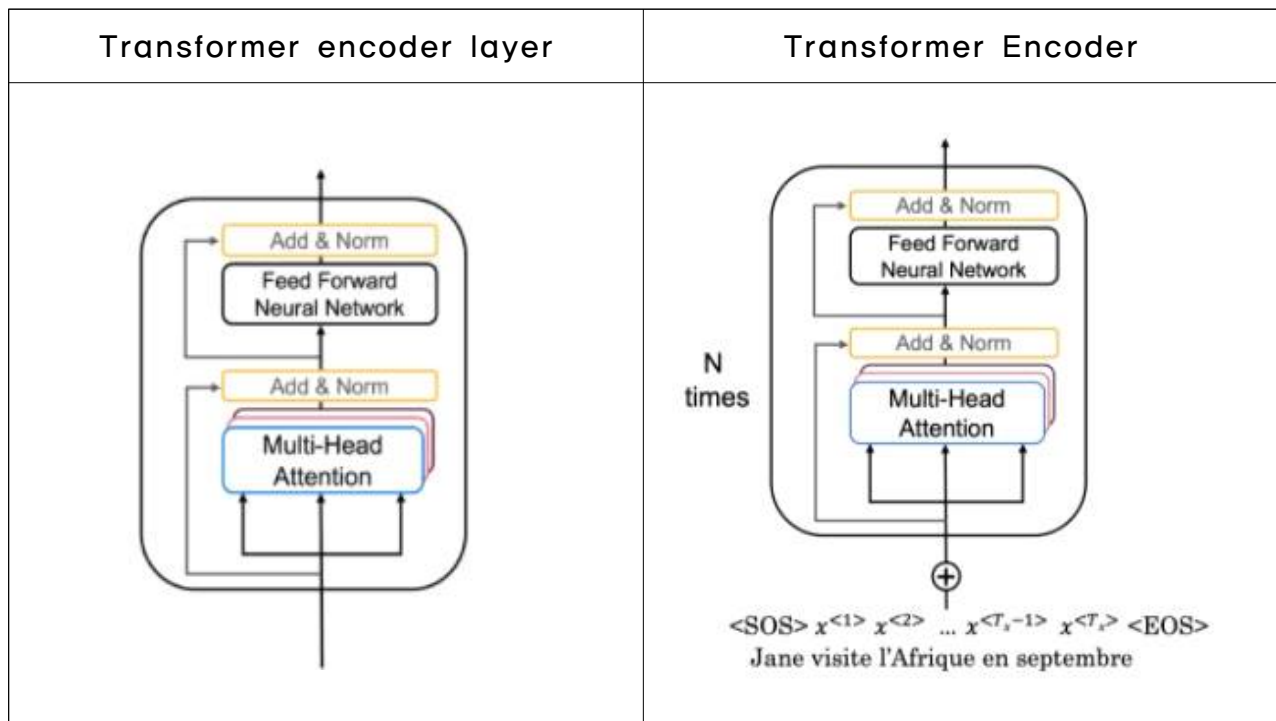 Transformer encoder layer
Transformer Encoder
Add & Norm
Feed Forward
Neural Network
Add & Norm
Multi-Head
Attention
Add & Norm
Feed Forward
Neural Network
Add & Norm
N
times
Multi-Head
Attention
+
<SOS> x<1> x<2> ... x<Tx−1> x<Tx> <EOS>
Jane visite l'Afrique en septembre